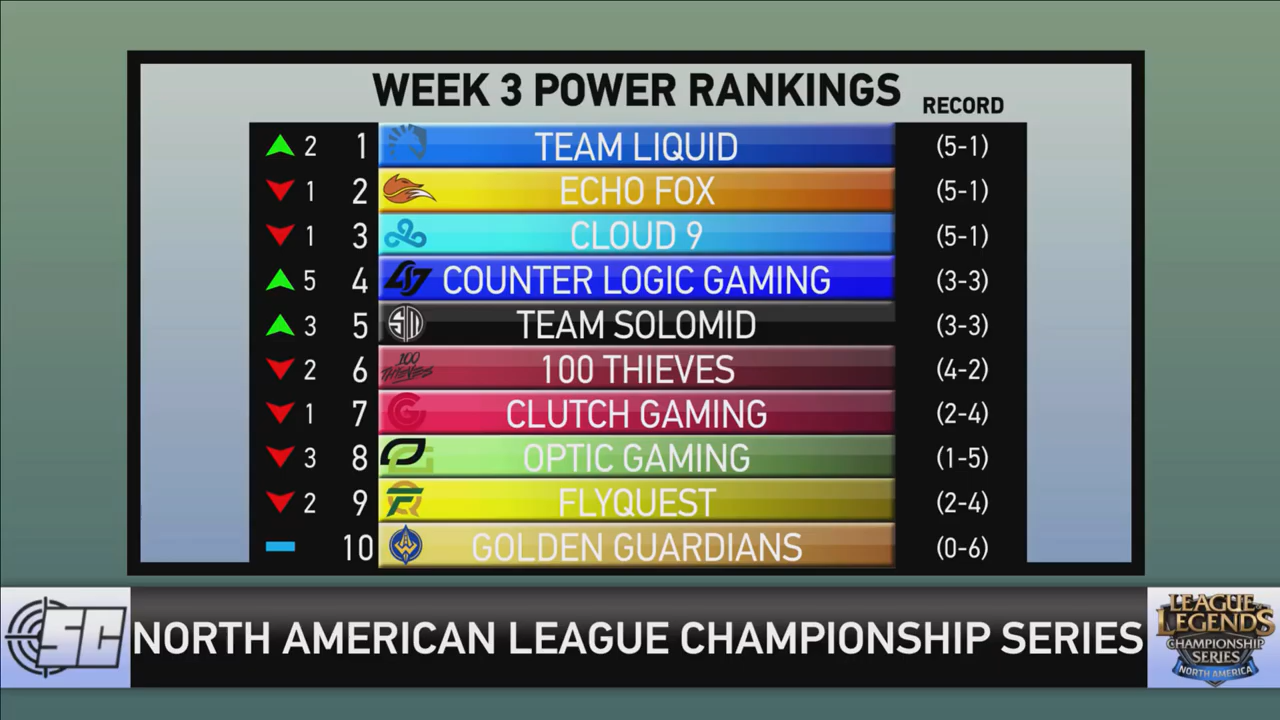 WEEK 3 POWER RANKINGS
RECORD
2 1 TEAM LIQUID (5-1)
1 2 ECHO FOX (5-1)
1 3 CLOUD 9 (5-1)
5 4 COUNTER LOGIC GAMING (3-3)
3 5 SM TEAM SOLOMID (3-3)
2 6 100 THIEVES 100 THIEVES (4-2)
1 7 CLUTCH GAMING (2-4)
3 8 OPTIC GAMING (1-5)
2 9 FLYQUEST (2-4)
10 GOLDEN GUARDIANS (0-6)
SC NORTH AMERICAN LEAGUE CHAMPIONSHIP SERIES
LEAGUE OF
LEGENDS
CHAMPIONSHIP
SERIES
NORTH AMERICA